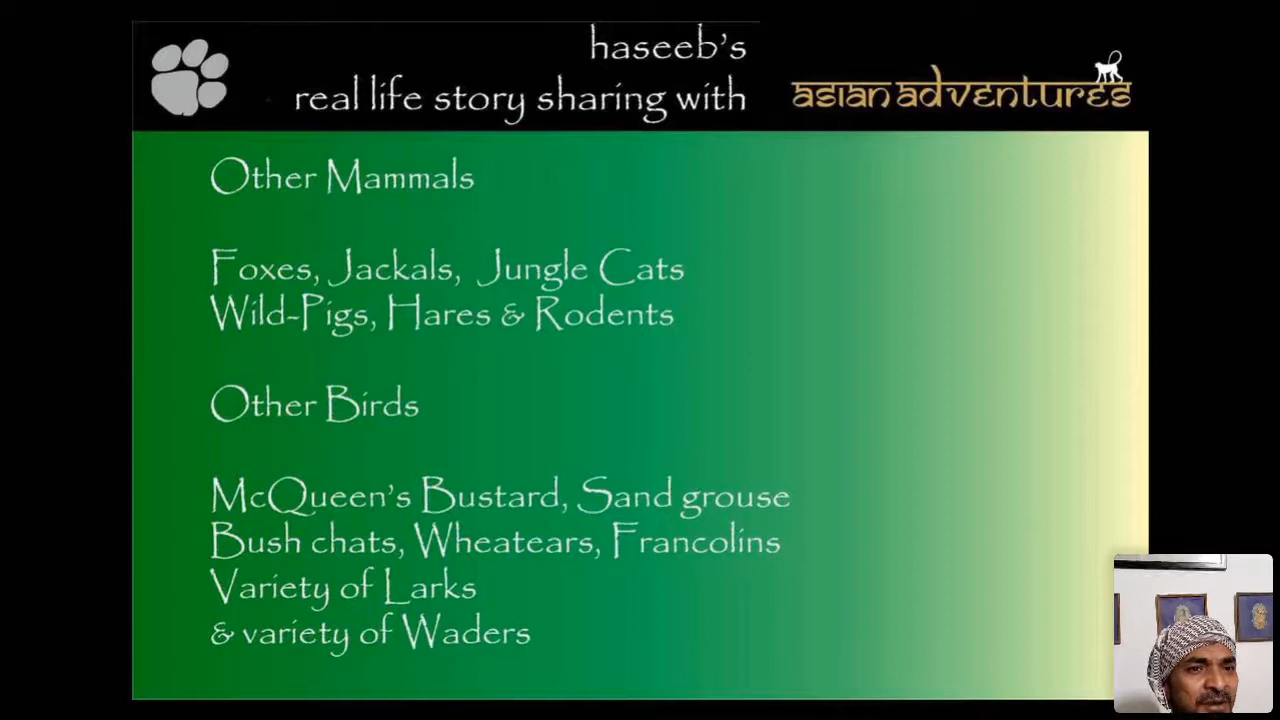 haseeb's
real life story sharing with
asian adventures
Other Mammals
Foxes, Jackals, Jungle Cats
Wild-Pigs, Hares & Rodents
Other Birds
McQueen's Bustard, Sand grouse
Bush chats, Wheatears, Francolins
Variety of Larks
& variety of Waders